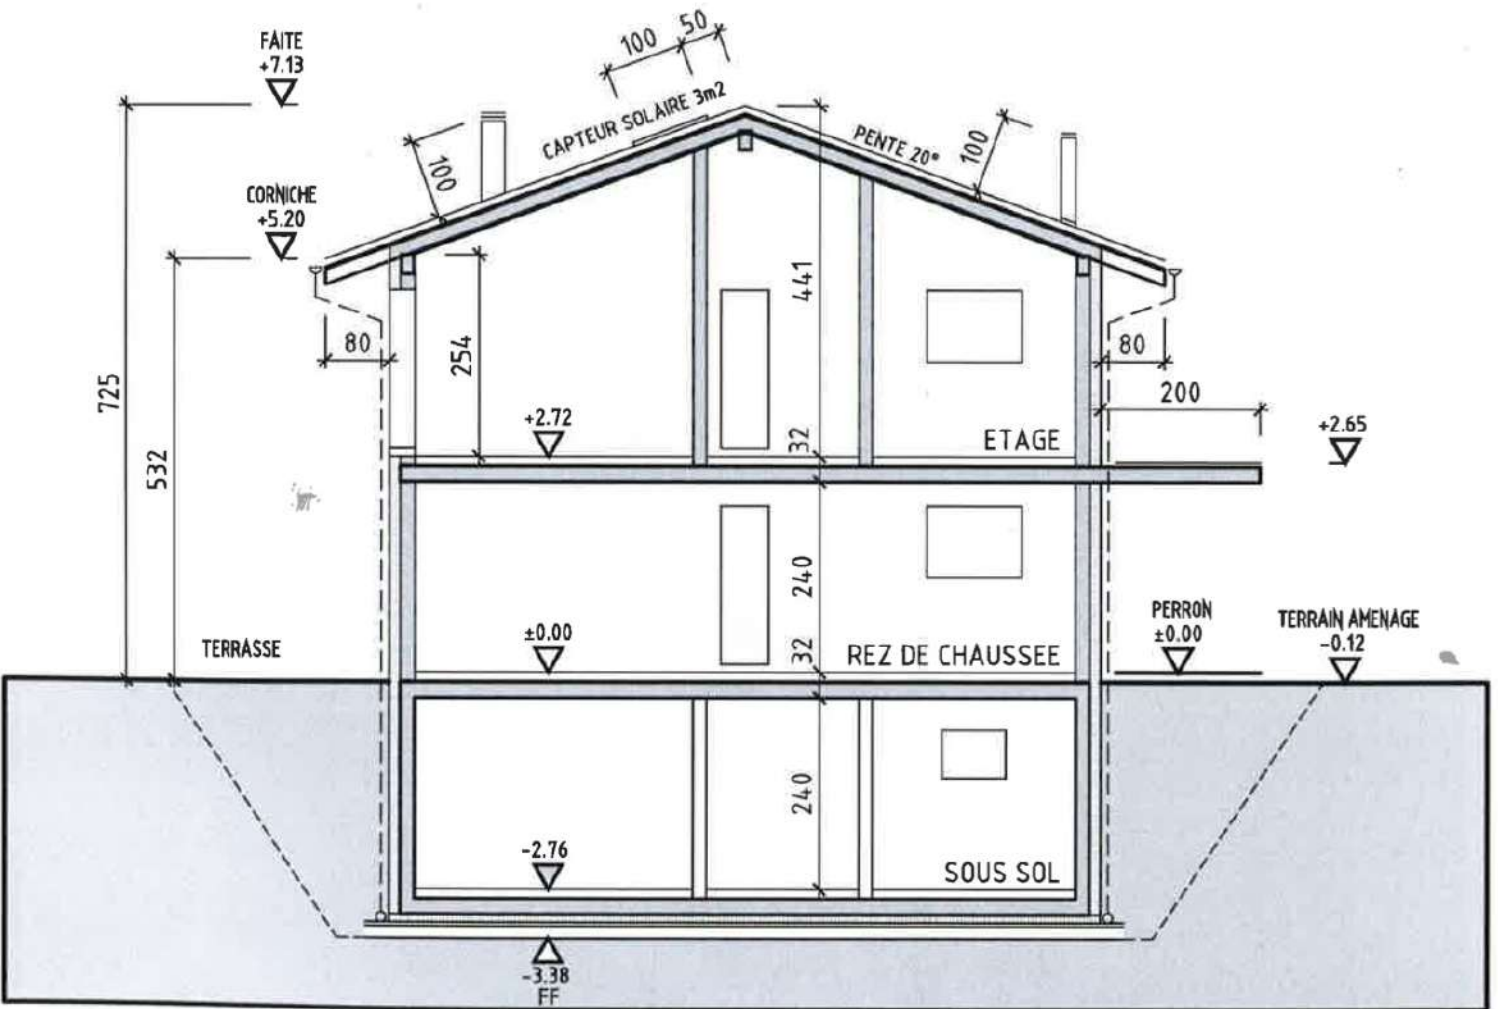 FAITE
+7.13
100
50
CAPTEUR SOLAIRE 3m2
PENTE 20°
100
100
CORNICHE
+5.20
441
80
254
80
725
200
+2.72
32
ETAGE
+2.65
532
240
PERRON
±0.00
TERRAIN AMENAGE
-0.12
TERRASSE
±0.00
32
REZ DE CHAUSSEE
240
-2.76
SOUS SOL
-3.38
FF